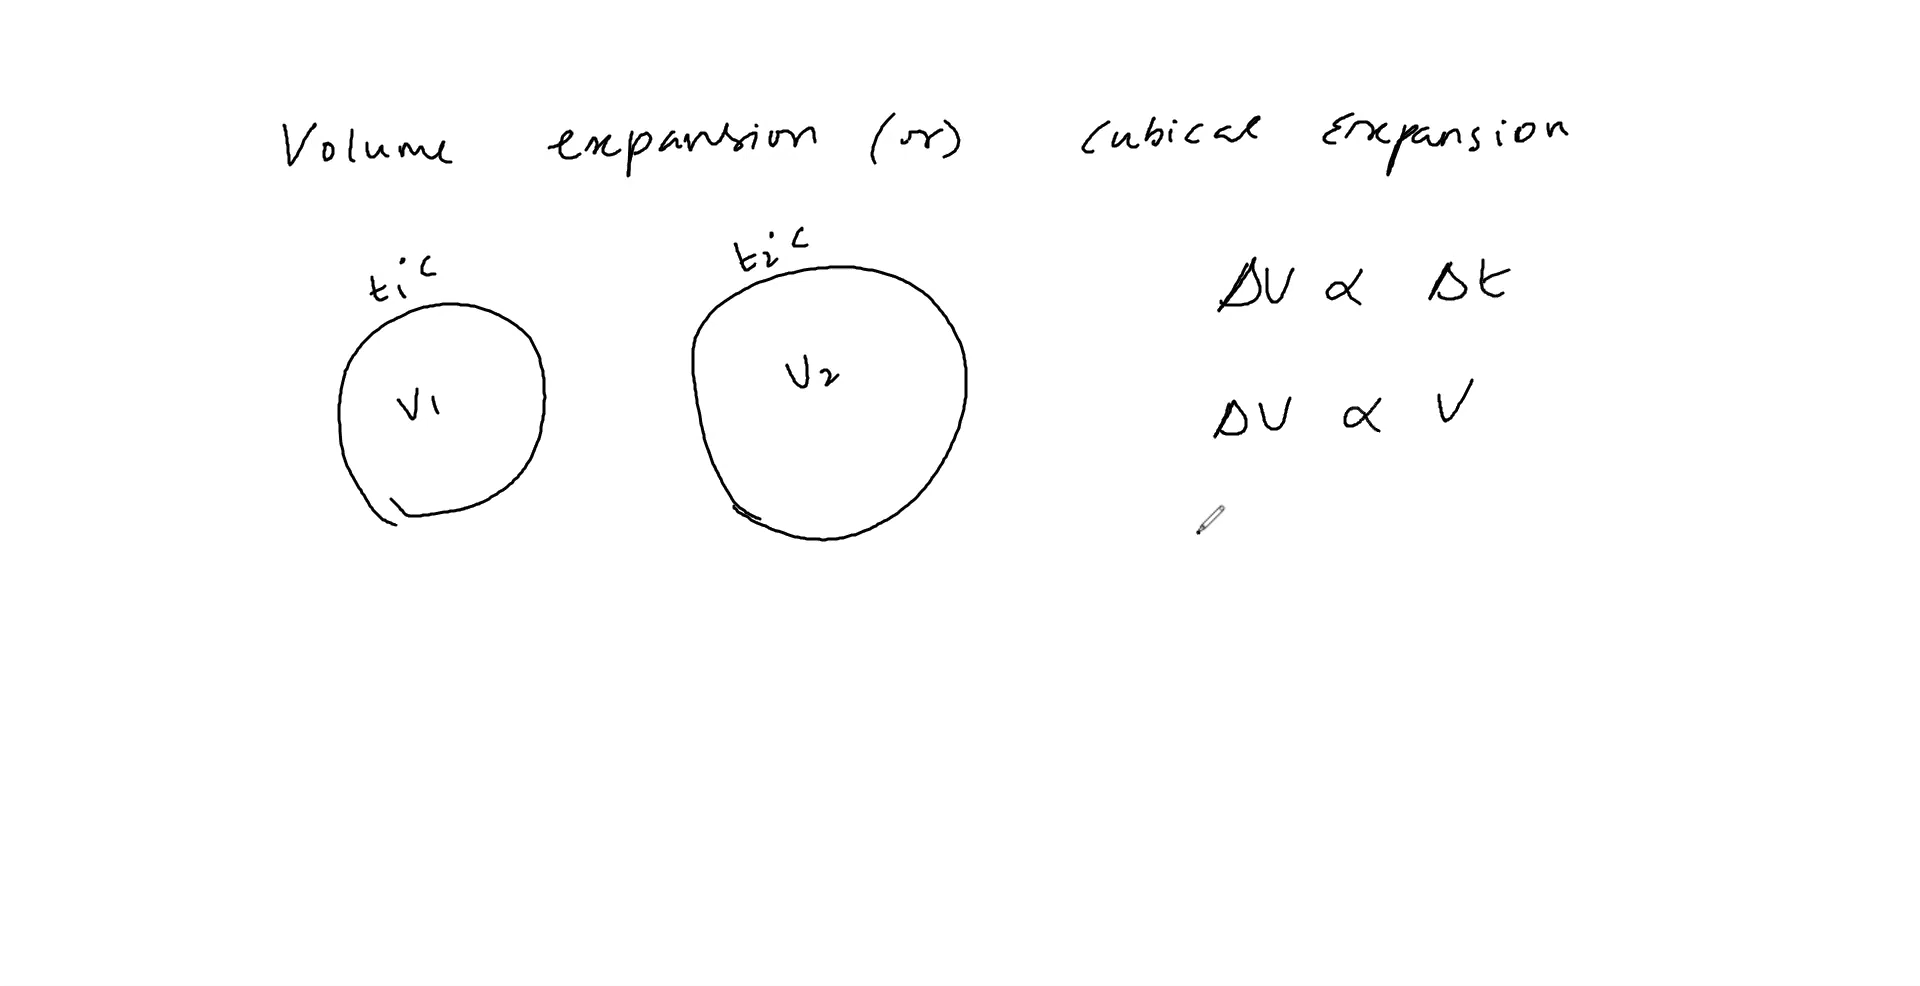 Volume expansion (or) cubical Expansion
t₁°C
V₁
t₂°C
V₂
ΔV ∝ Δt
ΔV ∝ V